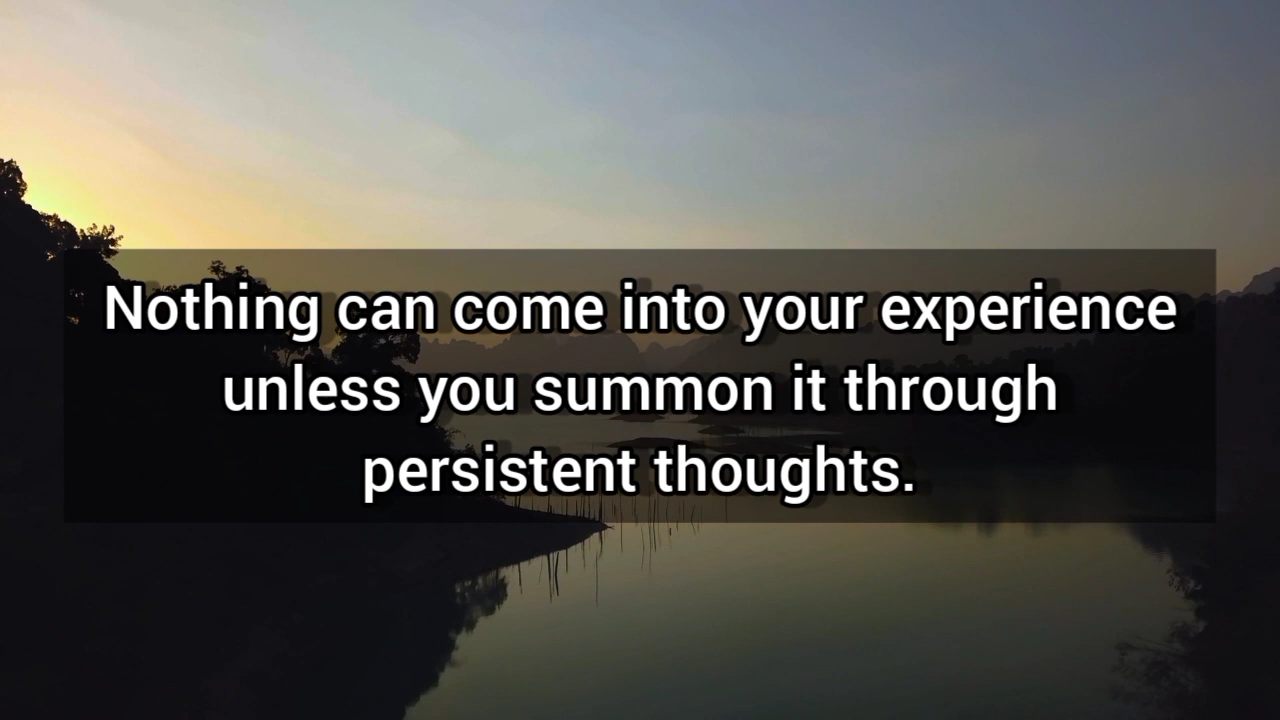 Nothing can come into your experience
unless you summon it through
persistent thoughts.